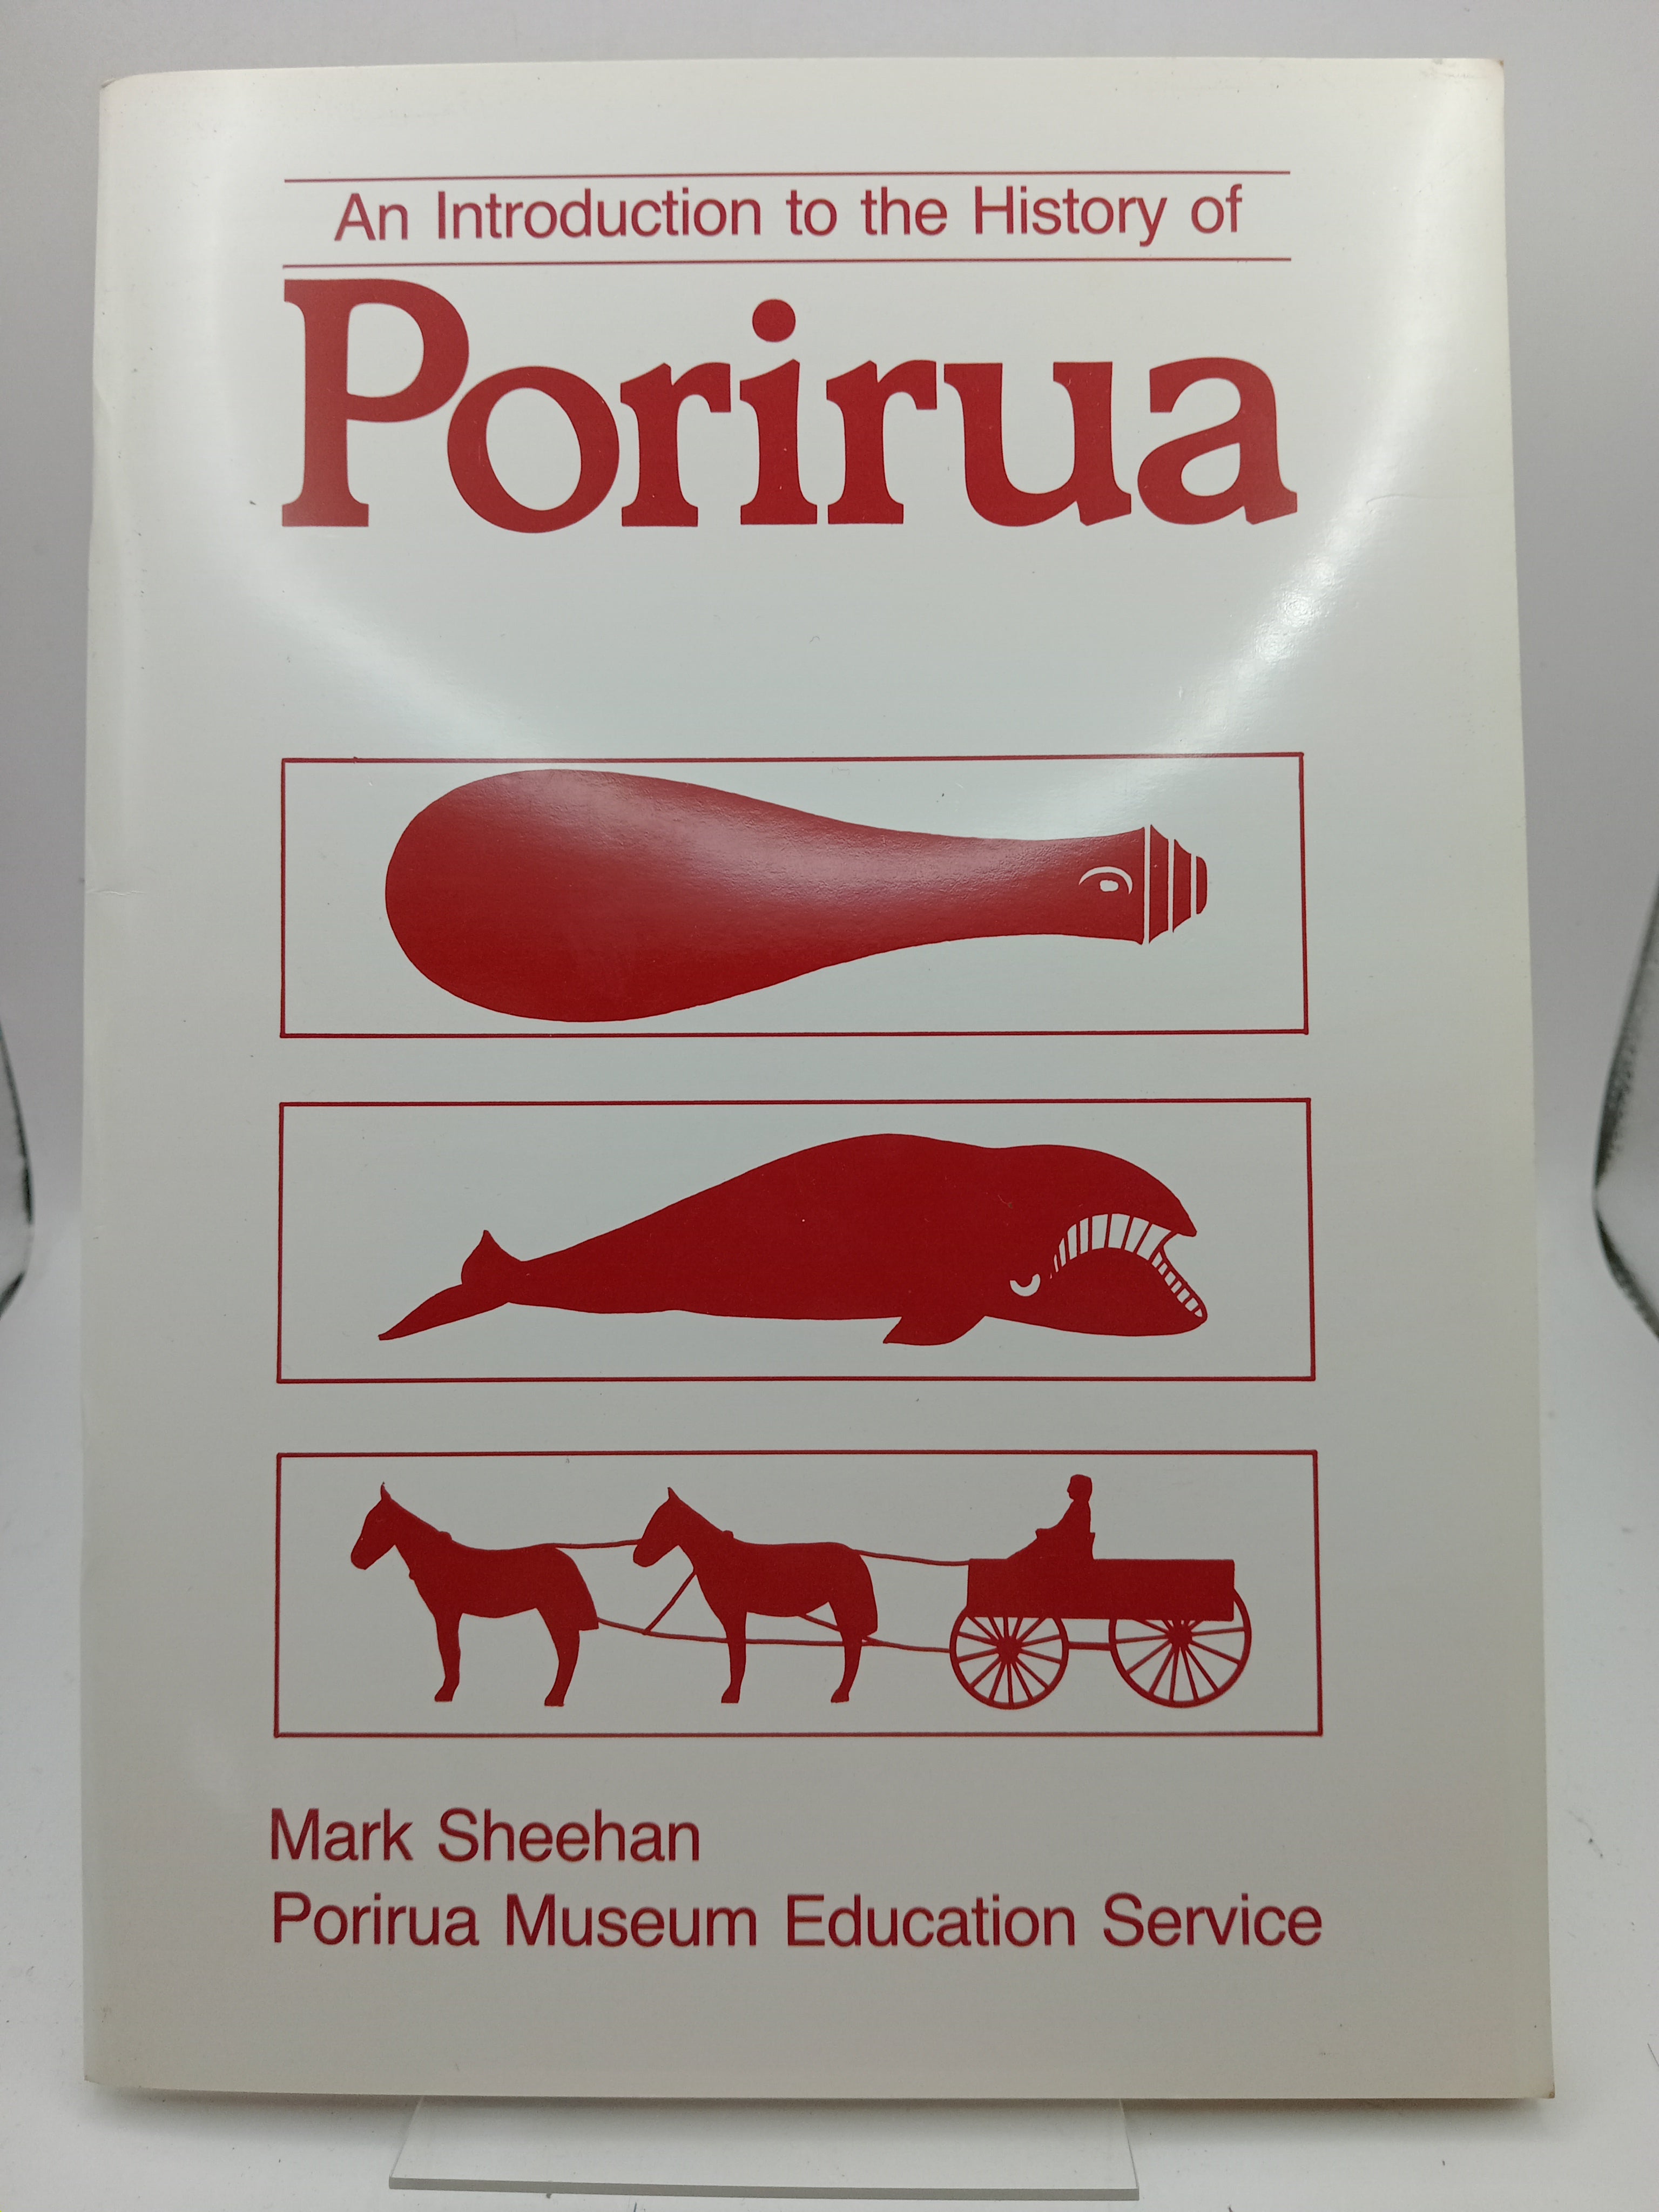 An Introduction to the History of
Porirua
Mark Sheehan
Porirua Museum Education Service